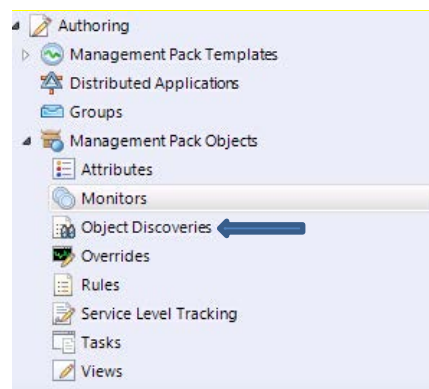 Authoring
Management Pack Templates
Distributed Applications
Groups
Management Pack Objects
Attributes
Monitors
Object Discoveries
Overrides
Rules
Service Level Tracking
Tasks
Views